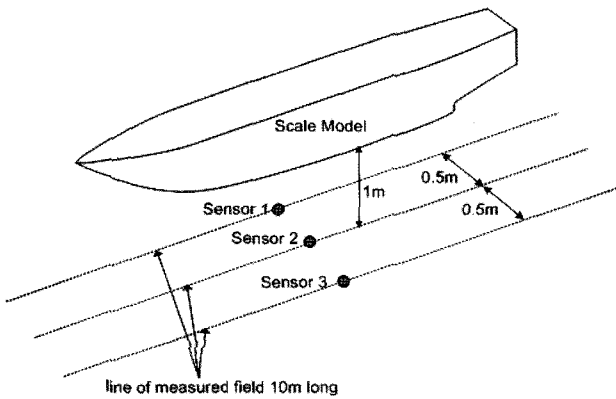 Scale Model
1m
0.5m
0.5m
Sensor 1
Sensor 2
Sensor 3
line of measured field 10m long